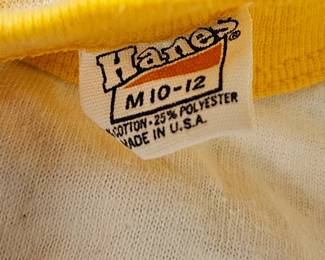 Hanes®
M 10-12
COTTON • 25% POLYESTER
MADE IN U.S.A.